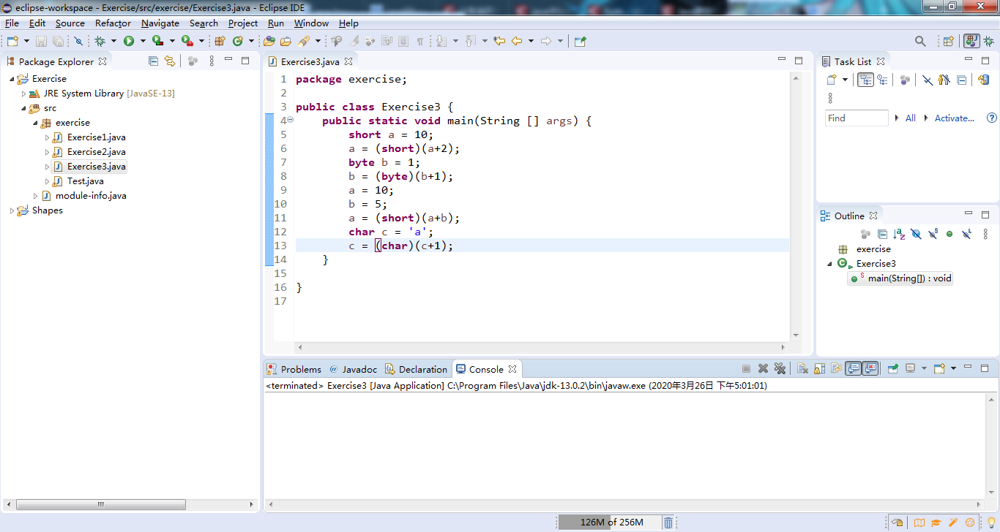 eclipse-workspace - Exercise/src/exercise/Exercise3.java - Eclipse IDE
File Edit Source Refactor Navigate Search Project Run Window Help
Package Explorer
Exercise
JRE System Library [JavaSE-13]
src
exercise
Exercise1.java
Exercise2.java
Exercise3.java
Test.java
module-info.java
Shapes
Exercise3.java
1 package exercise;
2
3 public class Exercise3 {
4 public static void main(String [] args) {
5 short a = 10;
6 a = (short)(a+2);
7 byte b = 1;
8 b = (byte)(b+1);
9 a = 10;
10 b = 5;
11 a = (short)(a+b);
12 char c = 'a';
13 c = (char)(c+1);
14 }
15
16 }
17
Task List
Find All Activate...
Outline
exercise
Exercise3
main(String[]) : void
Problems @ Javadoc Declaration Console
<terminated> Exercise3 [Java Application] C:\Program Files\Java\jdk-13.0.2\bin\javaw.exe (2020年3月26日 下午5:01:01)
126M of 256M